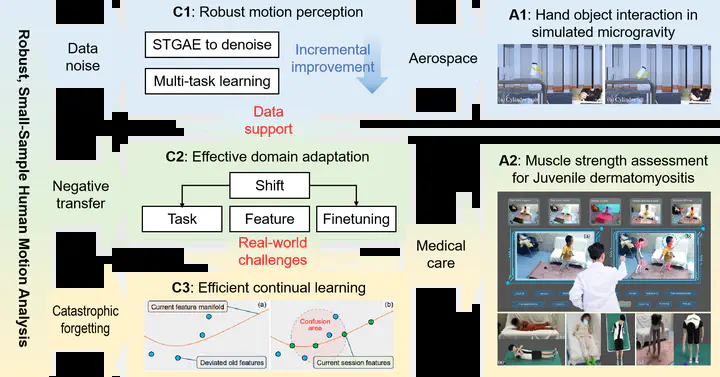 Robust, Small-Sample Human Motion Analysis
Data
noise
C1: Robust motion perception
STGAE to denoise
Multi-task learning
Incremental
improvement
Data
support
Aerospace
A1: Hand object interaction in
simulated microgravity
(a)
(b)
Negative
transfer
C2: Effective domain adaptation
Shift
Task
Feature
Finetuning
Real-world
challenges
Medical
care
A2: Muscle strength assessment
for Juvenile dermatomyositis
Catastrophic
forgetting
C3: Efficient continual learning
Current feature manifold
(a)
Deviated old features
(b)
Confusion
area
Current session features